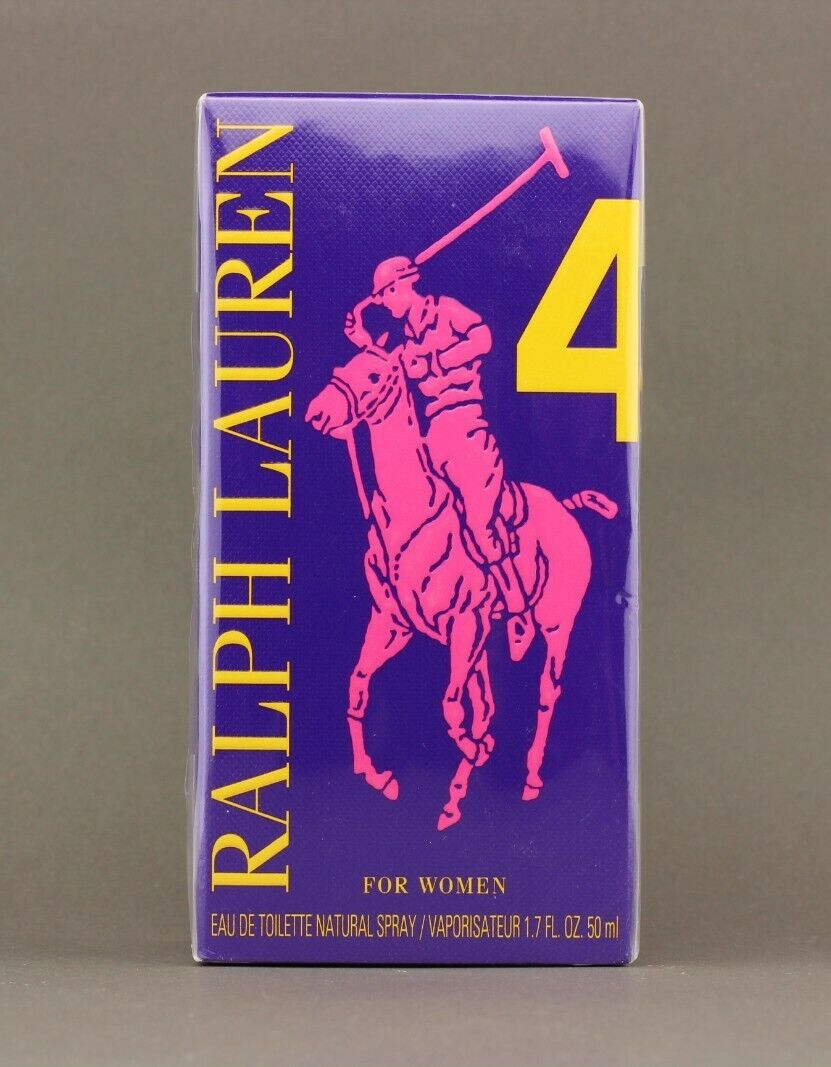 RALPH LAUREN
4
FOR WOMEN
EAU DE TOILETTE NATURAL SPRAY / VAPORISATEUR 1.7 FL. OZ. 50 ml